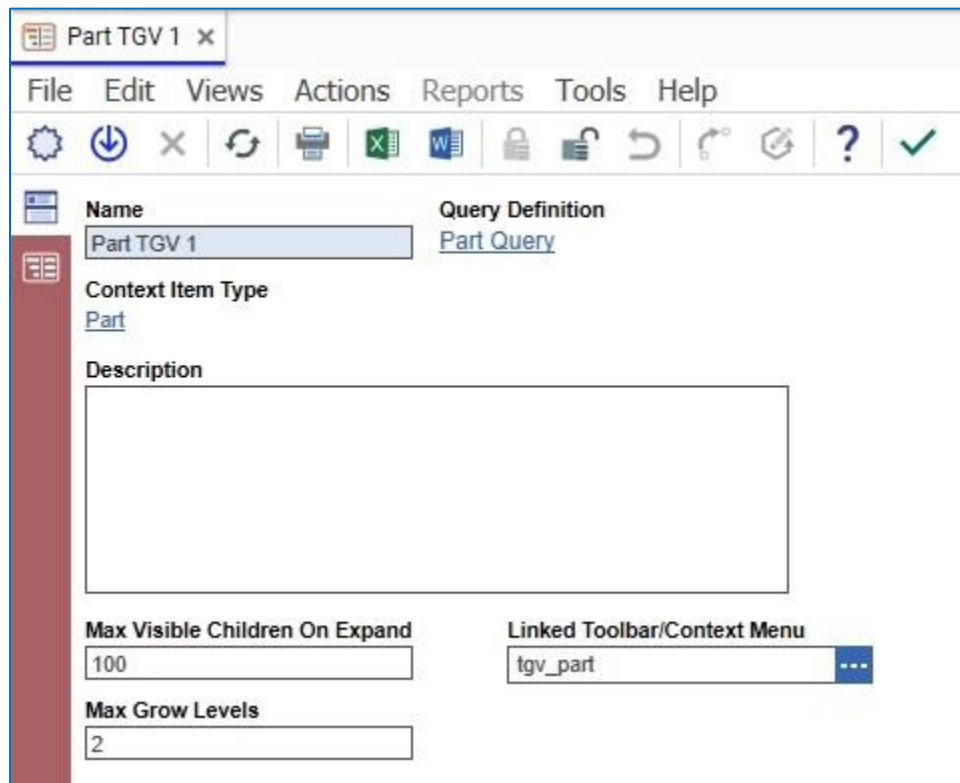 Part TGV 1
File Edit Views Actions Reports Tools Help
Name Query Definition
Part TGV 1 Part Query
Context Item Type
Part
Description
Max Visible Children On Expand Linked Toolbar/Context Menu
100 tgv_part
Max Grow Levels
2